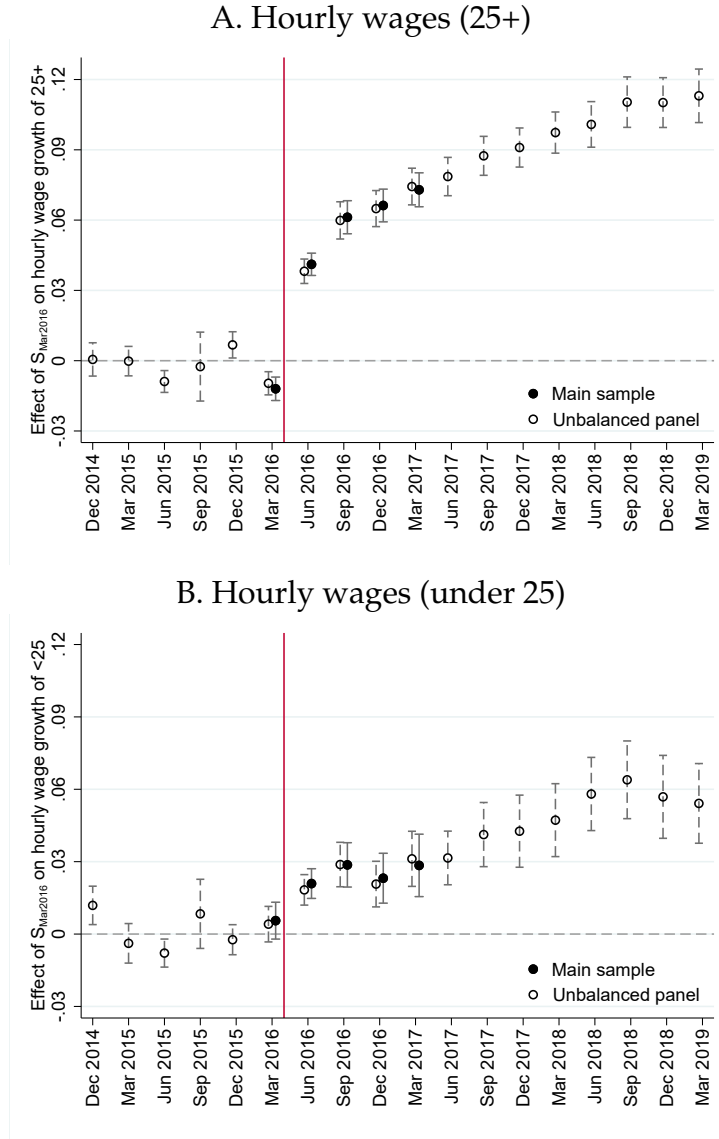 A. Hourly wages (25+)
Effect of S_Mar2016 on hourly wage growth of 25+
.12
.09
.06
.03
0
-.03
Main sample
Unbalanced panel
Dec 2014
Mar 2015
Jun 2015
Sep 2015
Dec 2015
Mar 2016
Jun 2016
Sep 2016
Dec 2016
Mar 2017
Jun 2017
Sep 2017
Dec 2017
Mar 2018
Jun 2018
Sep 2018
Dec 2018
Mar 2019
B. Hourly wages (under 25)
Effect of S_Mar2016 on hourly wage growth of <25
.12
.09
.06
.03
0
-.03
Main sample
Unbalanced panel
Dec 2014
Mar 2015
Jun 2015
Sep 2015
Dec 2015
Mar 2016
Jun 2016
Sep 2016
Dec 2016
Mar 2017
Jun 2017
Sep 2017
Dec 2017
Mar 2018
Jun 2018
Sep 2018
Dec 2018
Mar 2019